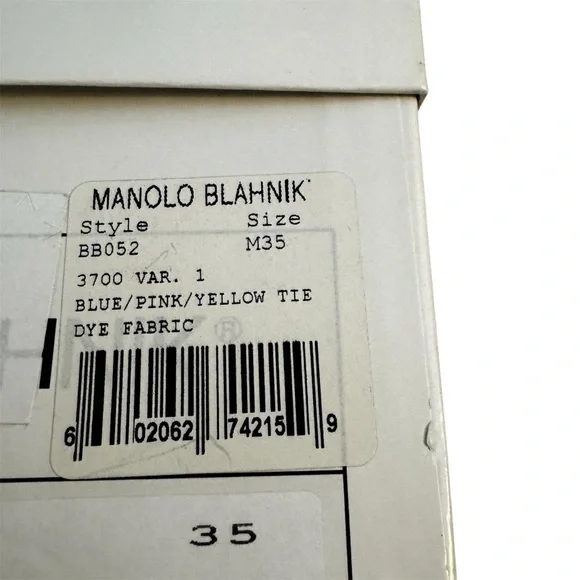 MANOLO BLAHNIK
Style Size
BB052 M35
3700 VAR. 1
BLUE/PINK/YELLOW TIE
DYE FABRIC
HNIK®
6 02062 74215 9
35